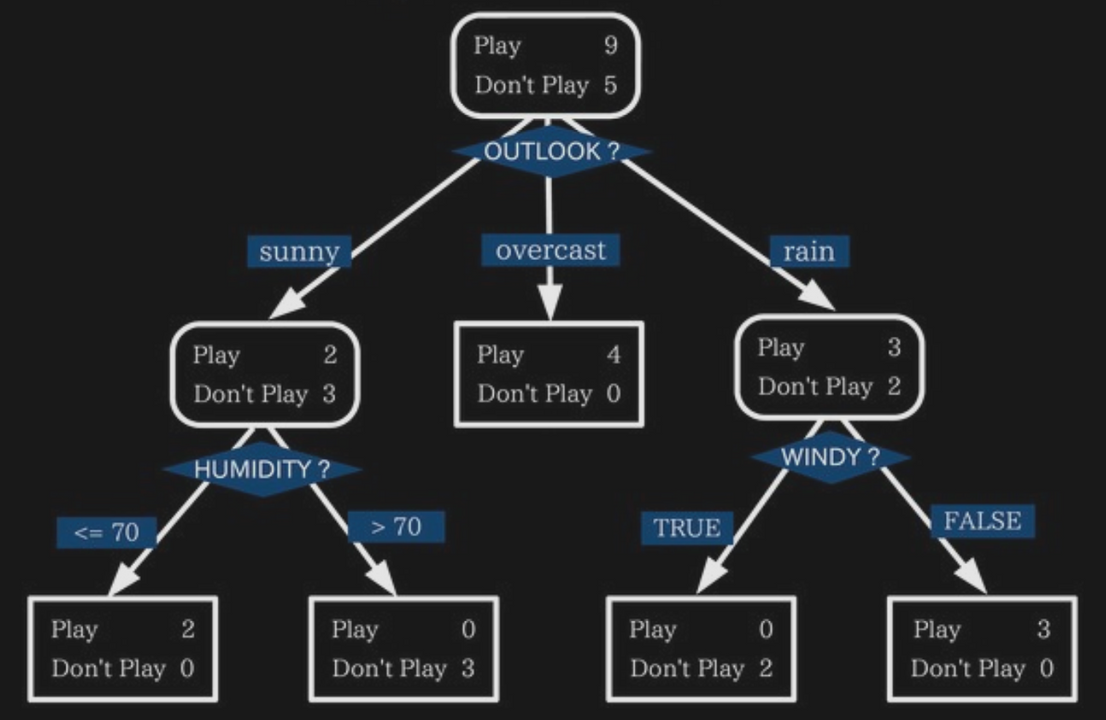 Play 9
Don't Play 5
OUTLOOK ?
sunny
overcast
rain
Play 2
Don't Play 3
Play 4
Don't Play 0
Play 3
Don't Play 2
HUMIDITY ?
WINDY ?
<= 70
> 70
TRUE
FALSE
Play 2
Don't Play 0
Play 0
Don't Play 3
Play 0
Don't Play 2
Play 3
Don't Play 0